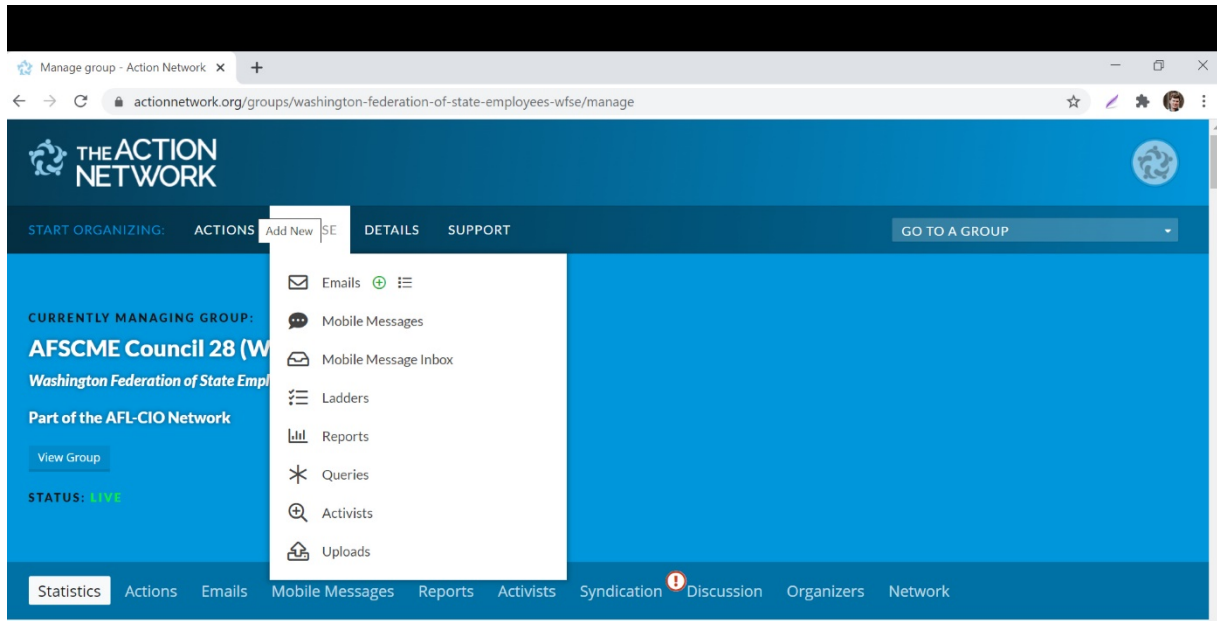 Manage group - Action Network
actionnetwork.org/groups/washington-federation-of-state-employees-wfse/manage
THE ACTION
NETWORK
START ORGANIZING: ACTIONS Add New SE DETAILS SUPPORT GO TO A GROUP
Emails
CURRENTLY MANAGING GROUP:
Mobile Messages
AFSCME Council 28 (W
Mobile Message Inbox
Washington Federation of State Empl
Ladders
Part of the AFL-CIO Network
Reports
View Group
Queries
STATUS: LIVE
Activists
Uploads
Statistics Actions Emails Mobile Messages Reports Activists Syndication Discussion Organizers Network